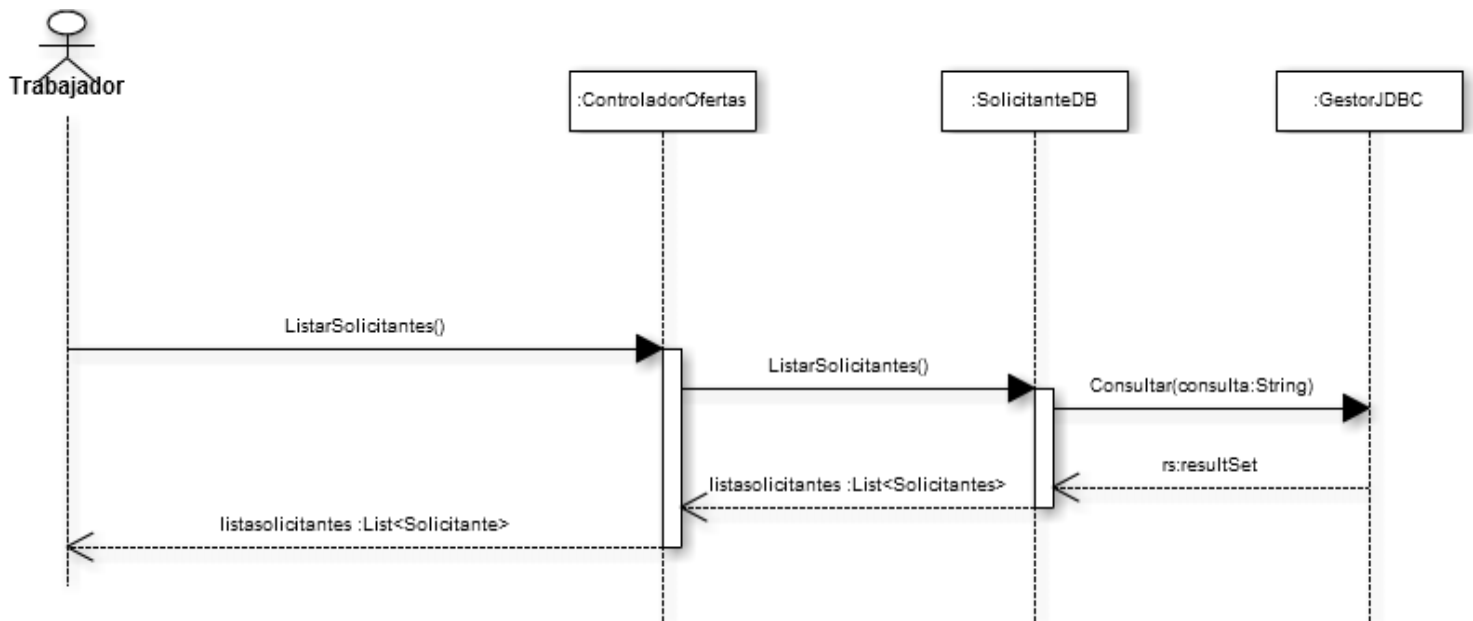 Trabajador
:ControladorOfertas
:SolicitanteDB
:GestorJDBC
ListarSolicitantes()
ListarSolicitantes()
Consultar(consulta:String)
rs:resultSet
listasolicitantes :List<Solicitantes>
listasolicitantes :List<Solicitante>